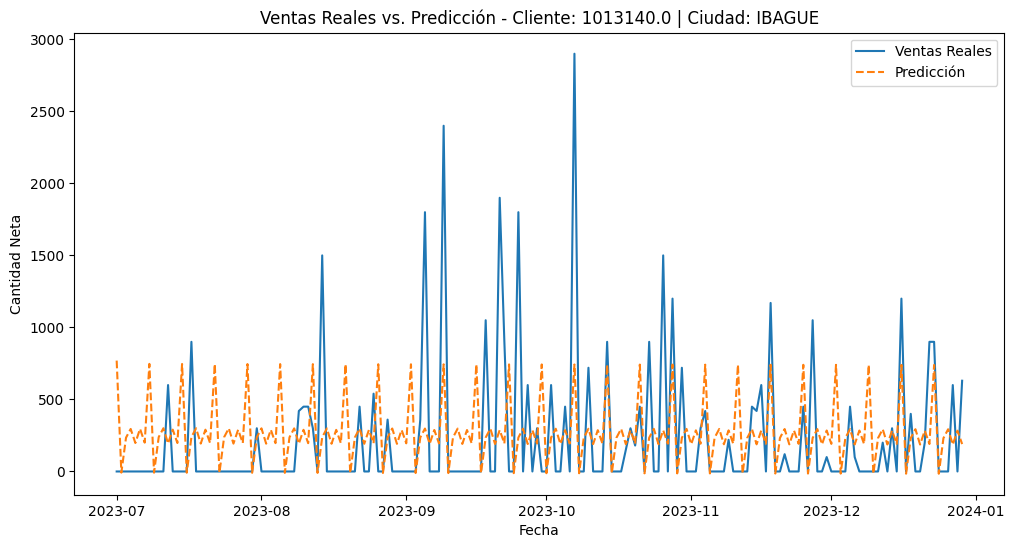 Ventas Reales vs. Predicción - Cliente: 1013140.0 | Ciudad: IBAGUE
Ventas Reales
Predicción
Cantidad Neta
3000
2500
2000
1500
1000
500
0
2023-07 2023-08 2023-09 2023-10 2023-11 2023-12 2024-01
Fecha